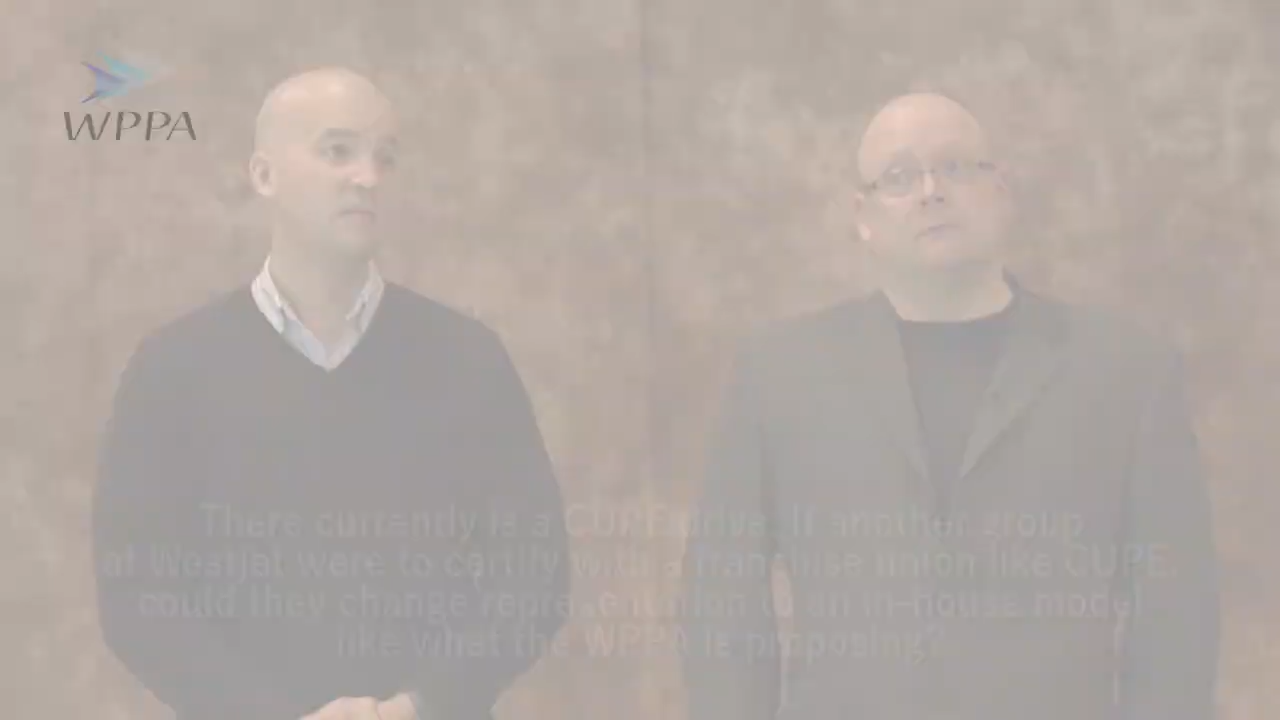 WPPA
There currently is a CUPE drive. If another group
at WestJet were to certify with a franchise union like CUPE,
could they change representation to an in-house model
like what the WPPA is proposing?